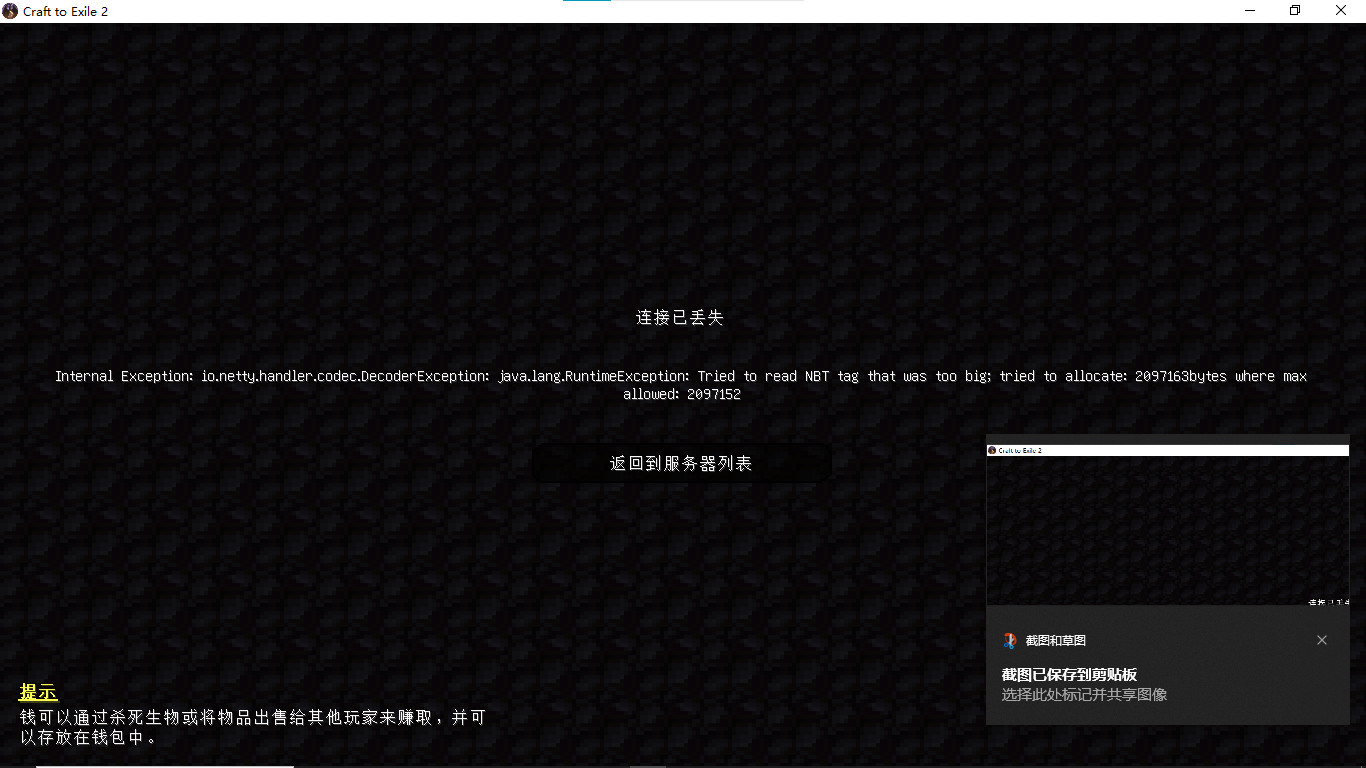 Craft to Exile 2
连接已丢失
Internal Exception: io.netty.handler.codec.DecoderException: java.lang.RuntimeException: Tried to read NBT tag that was too big; tried to allocate: 2097163bytes where max
allowed: 2097152
返回到服务器列表
Craft to Exile 2
连接已丢失
截图和草图
截图已保存到剪贴板
选择此处标记并共享图像
提示
钱可以通过杀死生物或将物品出售给其他玩家来赚取，并可
以存放在钱包中。